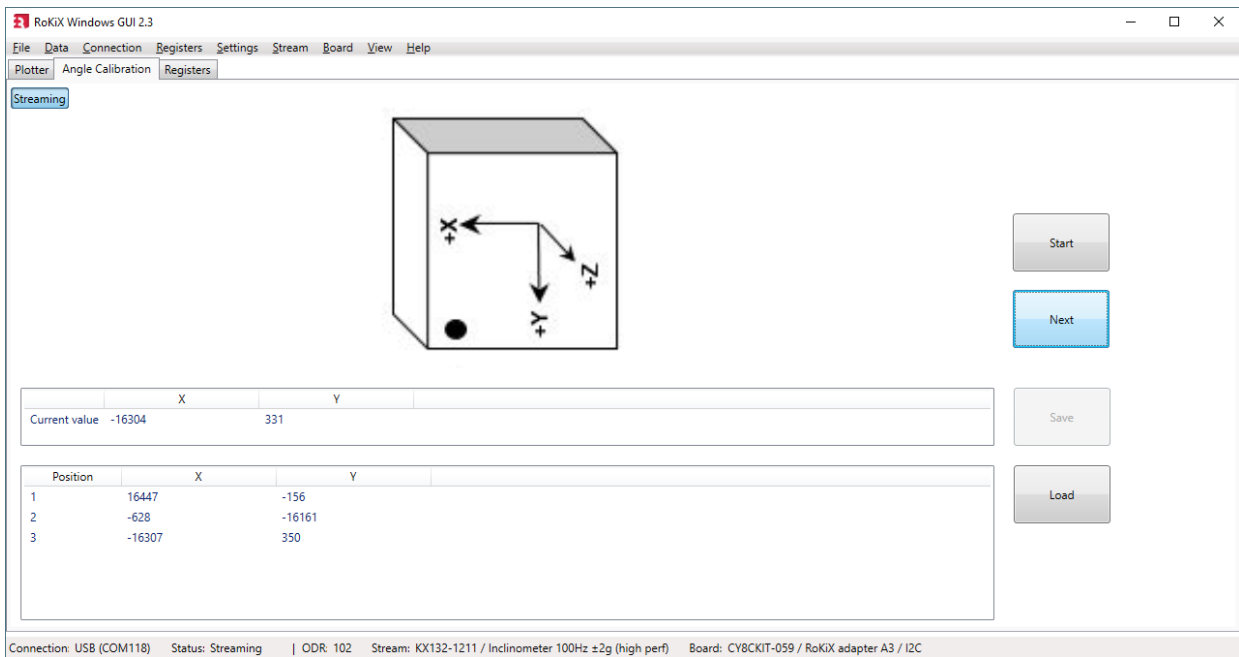 RoKiX Windows GUI 2.3
File Data Connection Registers Settings Stream Board View Help
Plotter Angle Calibration Registers
Streaming
+X
+Z
+Y
Start
Next
X Y
Current value -16304 331
Save
Position X Y
1 16447 -156
2 -628 -16161
3 -16307 350
Load
Connection: USB (COM118) Status: Streaming | ODR: 102 Stream: KX132-1211 / Inclinometer 100Hz ±2g (high perf) Board: CY8CKIT-059 / RoKiX adapter A3 / I2C